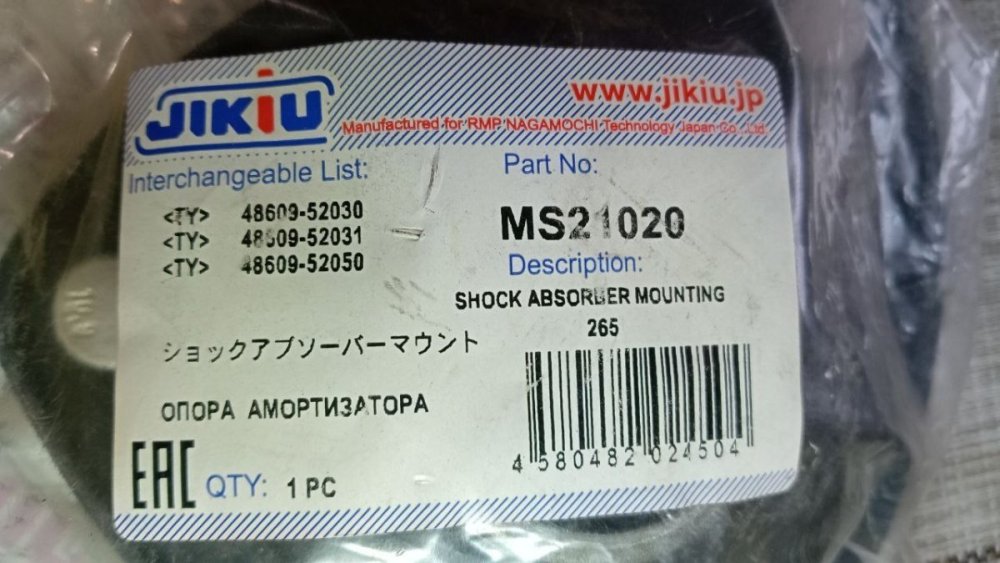 JIKIU
www.jikiu.jp
Manufactured for RMP NAGAMOCHI Technology Japan Co., Ltd.
Interchangeable List:
<TY> 48609-52030
<TY> 48609-52031
<TY> 48609-52050
Part No:
MS21020
Description:
SHOCK ABSORBER MOUNTING
265
ショックアブソーバーマウント
ОПОРА АМОРТИЗАТОРА
EAC QTY: 1 PC
4 580482 024504